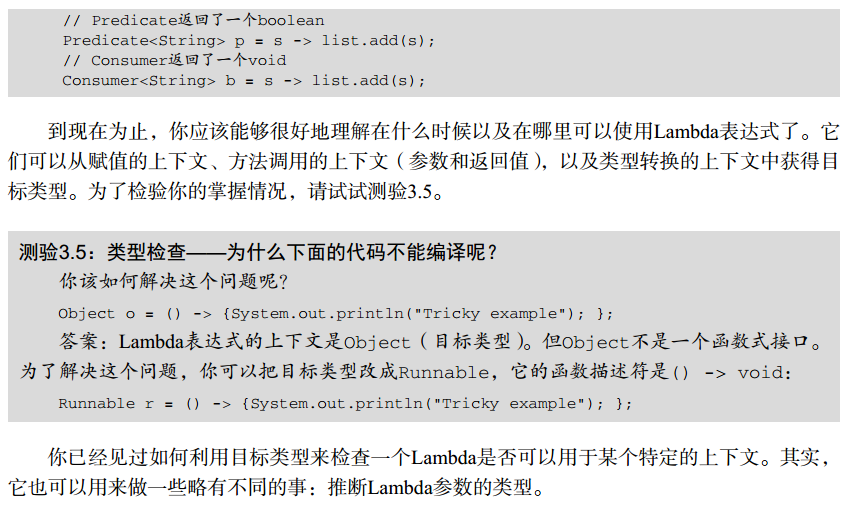 // Predicate返回了一个boolean
Predicate<String> p = s -> list.add(s);
// Consumer返回了一个void
Consumer<String> b = s -> list.add(s);
到现在为止，你应该能够很好地理解在什么时候以及在哪里可以使用Lambda表达式了。它
们可以从赋值的上下文、方法调用的上下文（参数和返回值），以及类型转换的上下文中获得目
标类型。为了检验你的掌握情况，请试试测验3.5。
测验3.5：类型检查——为什么下面的代码不能编译呢？
你该如何解决这个问题呢？
Object o = () -> {System.out.println("Tricky example"); };
答案：Lambda表达式的上下文是Object（目标类型）。但Object不是一个函数式接口。
为了解决这个问题，你可以把目标类型改成Runnable，它的函数描述符是() -> void：
Runnable r = () -> {System.out.println("Tricky example"); };
你已经见过如何利用目标类型来检查一个Lambda是否可以用于某个特定的上下文。其实，
它也可以用来做一些略有不同的事：推断Lambda参数的类型。